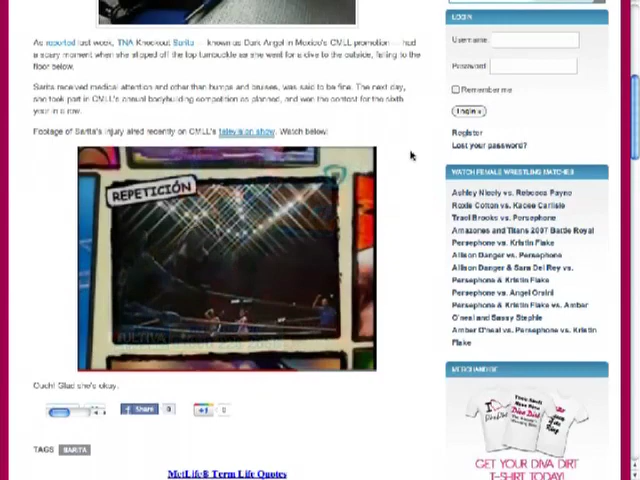 As reported last week, TNA Knockout Sarita — known as Dark Angel in Mexico's CMLL promotion — had
a scary moment when she slipped off the top turnbuckle as she went for a dive to the outside, falling to the
floor below.
Sarita received medical attention and other than bumps and bruises, was said to be fine. The next day,
she took part in CMLL's annual bodybuilding competition as planned, and won the contest for the sixth
year in a row.
Footage of Sarita's injury aired recently on CMLL's television show. Watch below!
REPETICIÓN
Ouch! Glad she's okay.
Share 0
+1 0
TAGS SARITA
MetLife® Term Life Quotes
LOGIN
Username
Password
Remember me
Login »
Register
Lost your password?
WATCH FEMALE WRESTLING MATCHES
Ashley Nicely vs. Rebecca Payne
Roxie Cotton vs. Kacee Carlisle
Traci Brooks vs. Persephone
Amazones and Titans 2007 Battle Royal
Persephone vs. Kristin Flake
Allison Danger vs. Persephone
Allison Danger & Sara Del Rey vs.
Persephone & Kristin Flake
Persephone vs. Angel Orsini
Persephone & Kristin Flake vs. Amber
O'neal and Sassy Stephie
Amber O'neal vs. Persephone vs. Kristin
Flake
MERCHANDISE
GET YOUR DIVA DIRT
T-SHIRT TODAY!